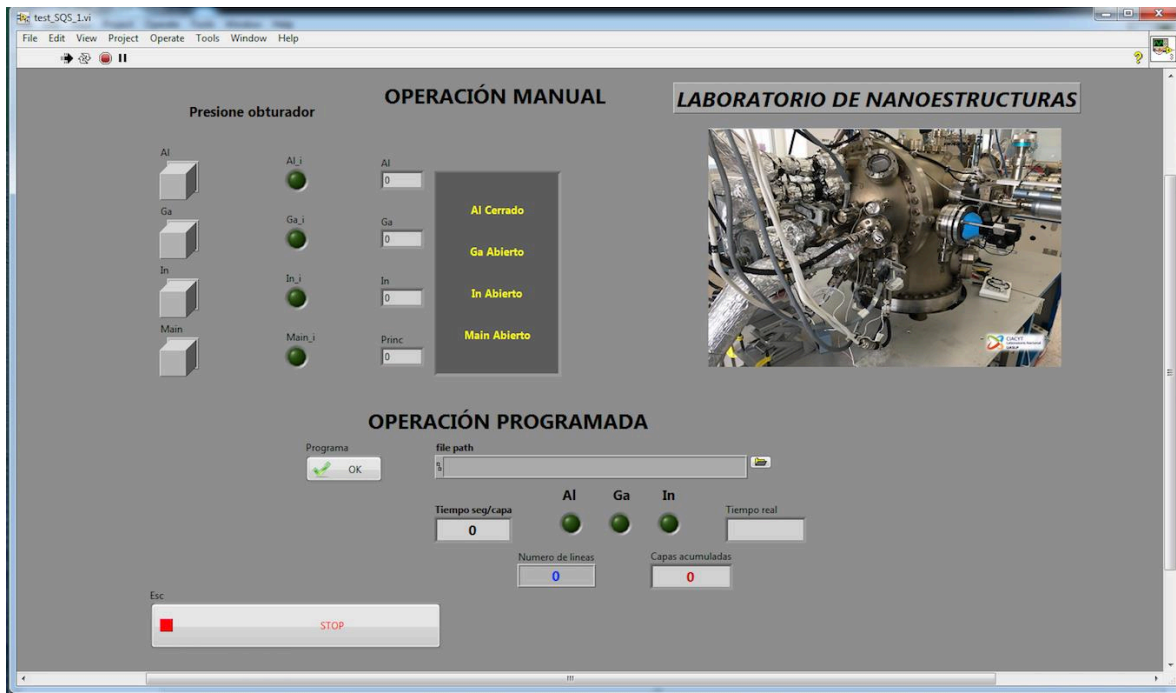 test_SQS_1.vi
File Edit View Project Operate Tools Window Help
OPERACIÓN MANUAL
LABORATORIO DE NANOESTRUCTURAS
Presione obturador
Al
Al_i
Al
0
Ga
Ga_i
Ga
0
In
In_i
In
0
Main
Main_i
Princ
0
Al Cerrado
Ga Abierto
In Abierto
Main Abierto
CIACYT
OPERACIÓN PROGRAMADA
Programa
OK
file path
Al Ga In
Tiempo seg/capa
0
Tiempo real
Numero de lineas
0
Capas acumuladas
0
Esc
STOP